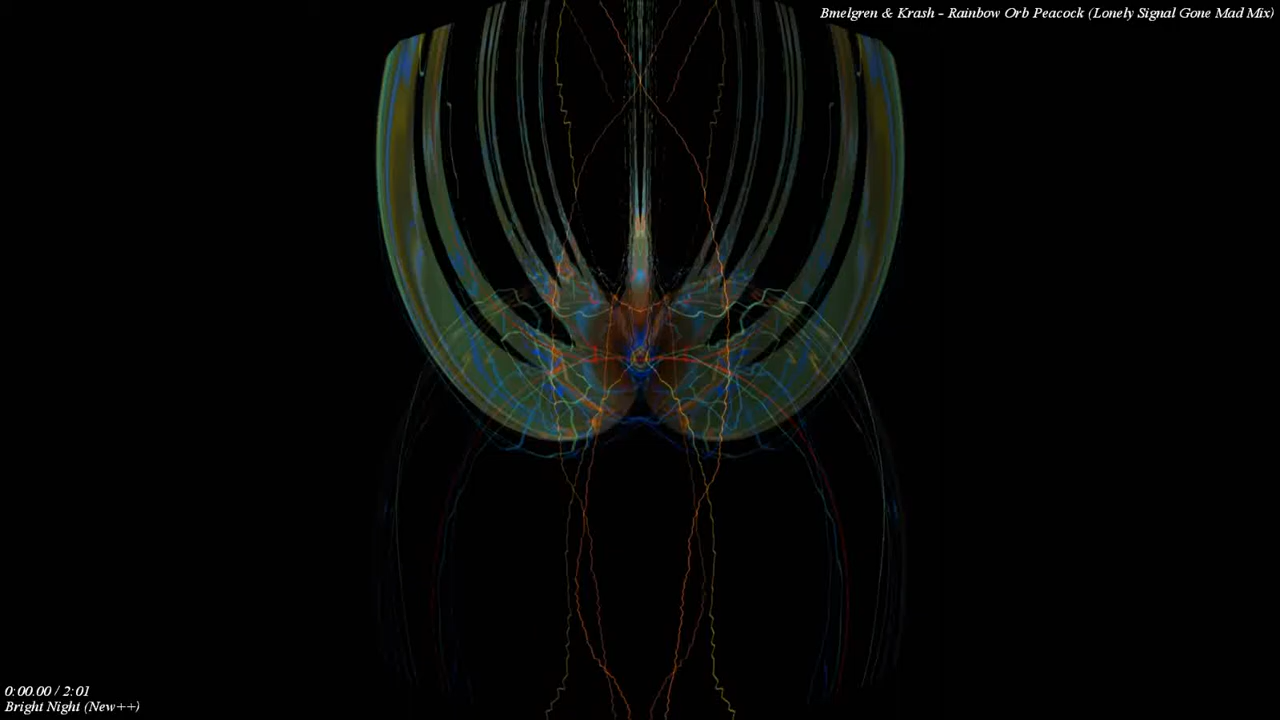 Bmelgren & Krash - Rainbow Orb Peacock (Lonely Signal Gone Mad Mix)
0:00.00 / 2:01
Bright Night (New++)